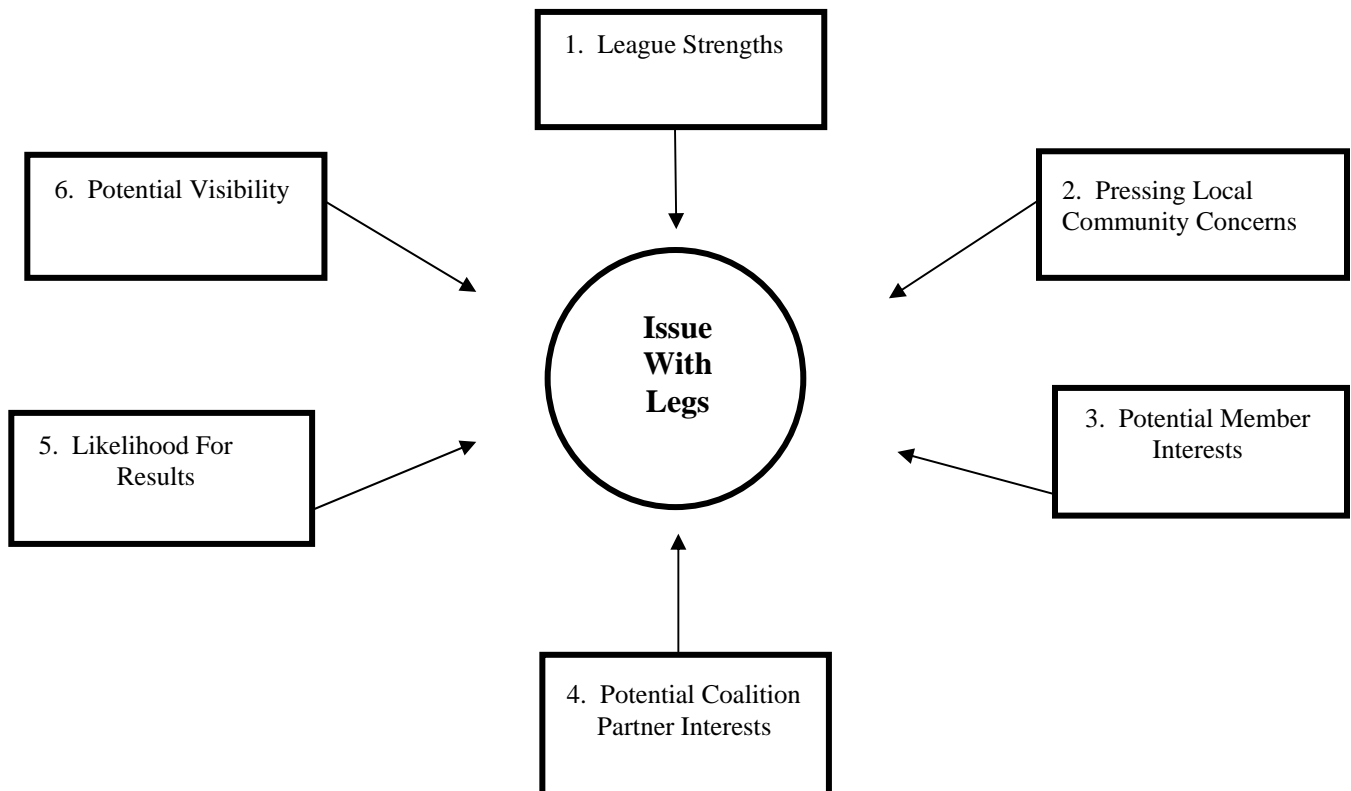 1. League Strengths
6. Potential Visibility
2. Pressing Local
Community Concerns
Issue
With
Legs
3. Potential Member
Interests
5. Likelihood For
Results
4. Potential Coalition
Partner Interests